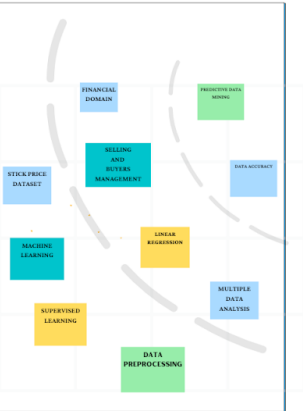 FINANCIAL
DOMAIN
PREDICTIVE DATA
MINING
SELLING
AND
BUYERS
MANAGEMENT
DATA ACCURACY
STICK PRICE
DATASET
LINEAR
REGRESSION
MACHINE
LEARNING
MULTIPLE
DATA
ANALYSIS
SUPERVISED
LEARNING
DATA
PREPROCESSING